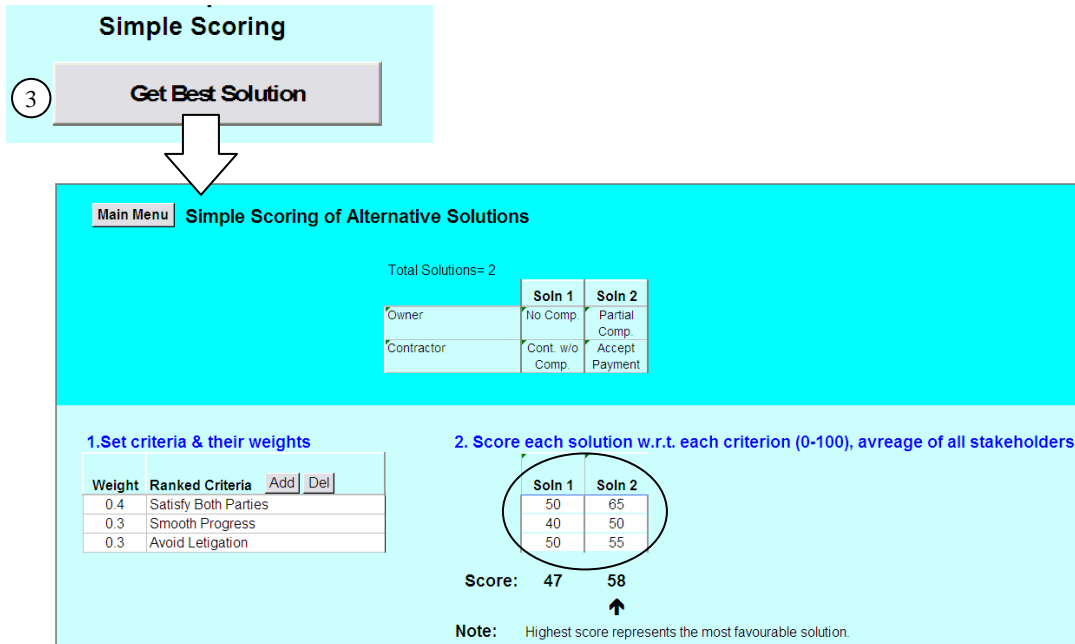 Simple Scoring
3
Get Best Solution
Main Menu Simple Scoring of Alternative Solutions
Total Solutions= 2
Soln 1 Soln 2
Owner No Comp. Partial
Comp.
Contractor Cont. w/o Accept
Comp. Payment
1.Set criteria & their weights
2. Score each solution w.r.t. each criterion (0-100), avreage of all stakeholders
Weight Ranked Criteria Add Del Soln 1 Soln 2
0.4 Satisfy Both Parties 50 65
0.3 Smooth Progress 40 50
0.3 Avoid Letigation 50 55
Score: 47 58
Note: Highest score represents the most favourable solution.